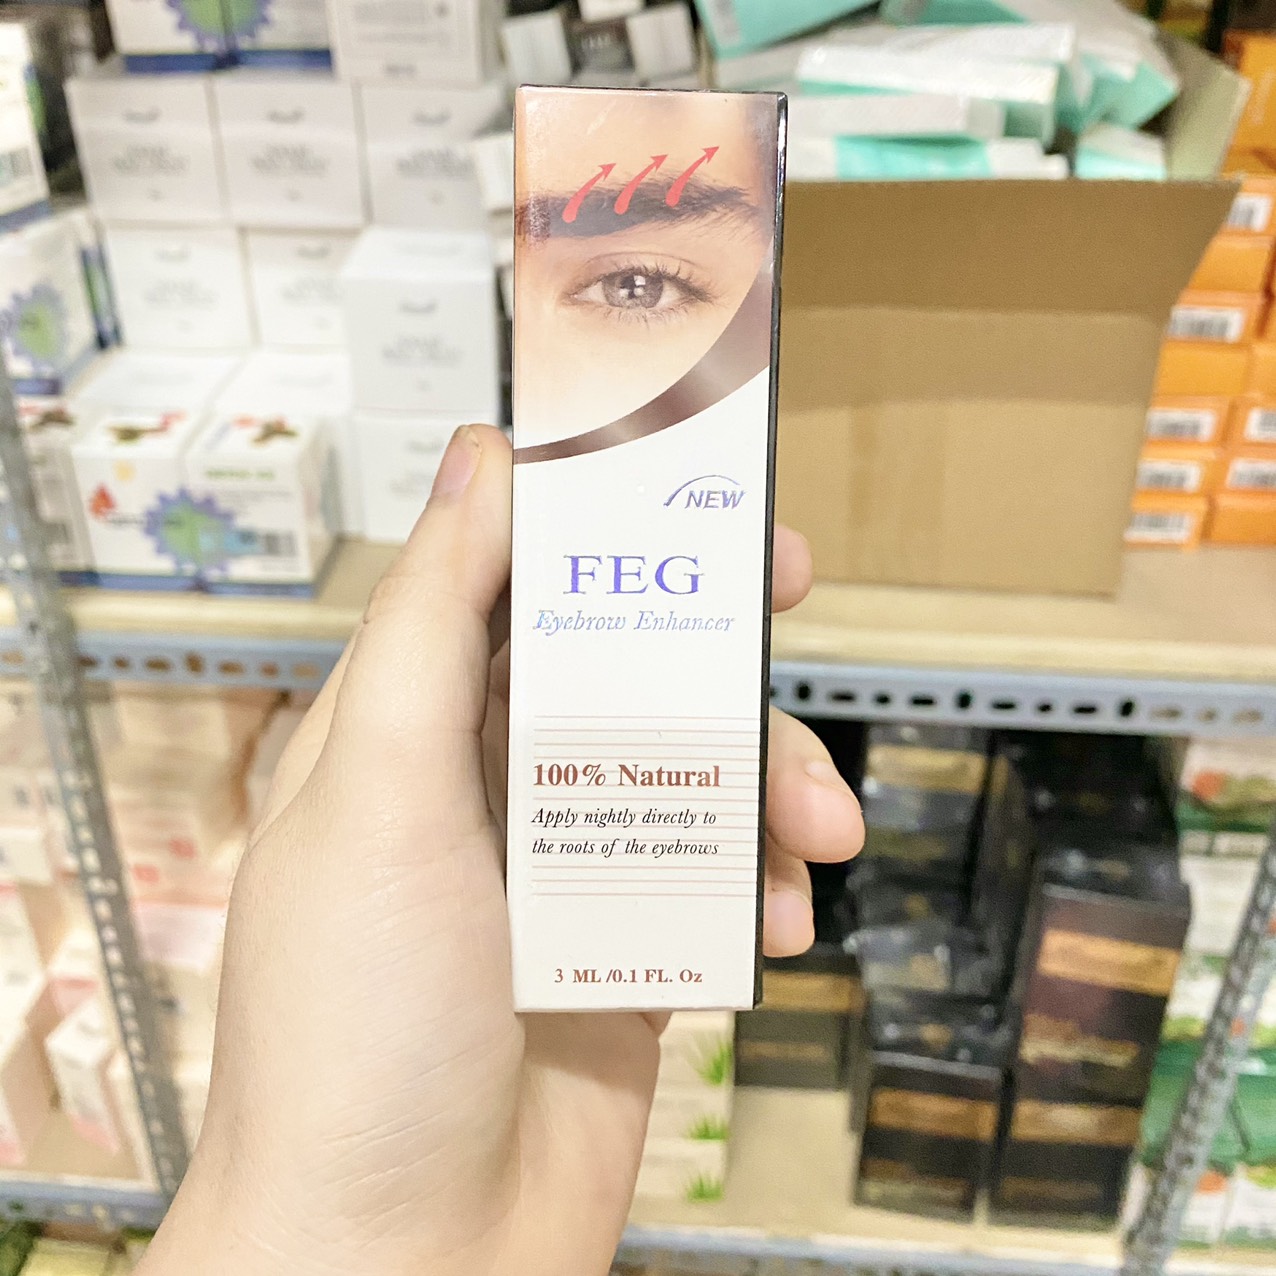 NEW
FEG
Eyebrow Enhancer
100% Natural
Apply nightly directly to
the roots of the eyebrows
3 ML /0.1 FL. Oz